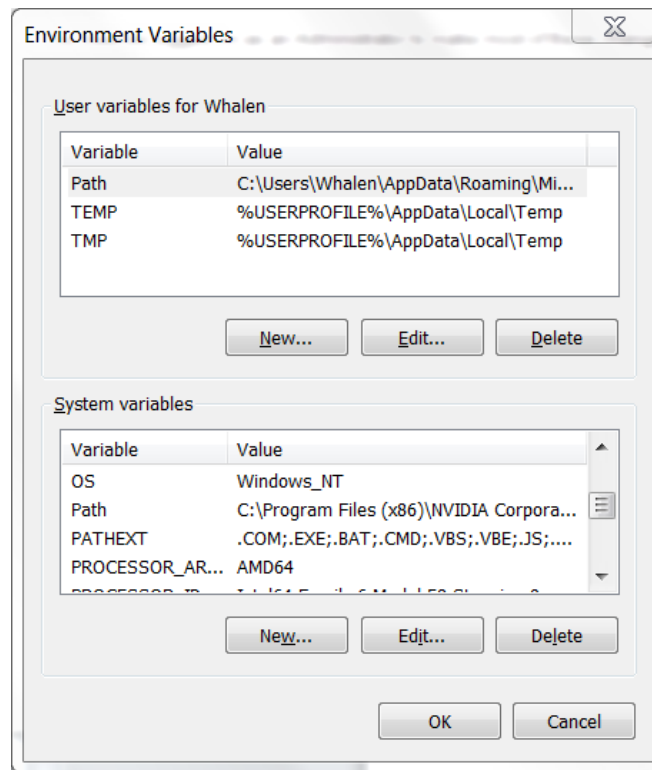 Environment Variables
User variables for Whalen
Variable Value
Path C:\Users\Whalen\AppData\Roaming\Mi...
TEMP %USERPROFILE%\AppData\Local\Temp
TMP %USERPROFILE%\AppData\Local\Temp
New... Edit... Delete
System variables
Variable Value
OS Windows_NT
Path C:\Program Files (x86)\NVIDIA Corpora...
PATHEXT .COM;.EXE;.BAT;.CMD;.VBS;.VBE;.JS;....
PROCESSOR_AR... AMD64
New... Edit... Delete
OK Cancel